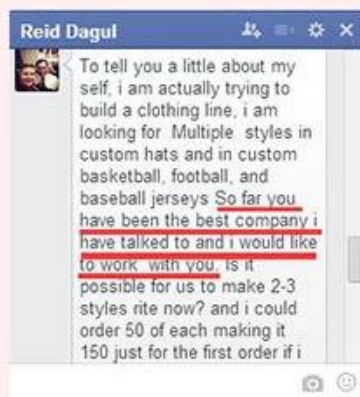 Reid Dagul
To tell you a little about my
self, i am actually trying to
build a clothing line, i am
looking for Multiple styles in
custom hats and in custom
basketball, football, and
baseball jerseys So far you
have been the best company i
have talked to and i would like
to work with you. Is it
possible for us to make 2-3
styles rite now? and i could
order 50 of each making it
150 just for the first order if i